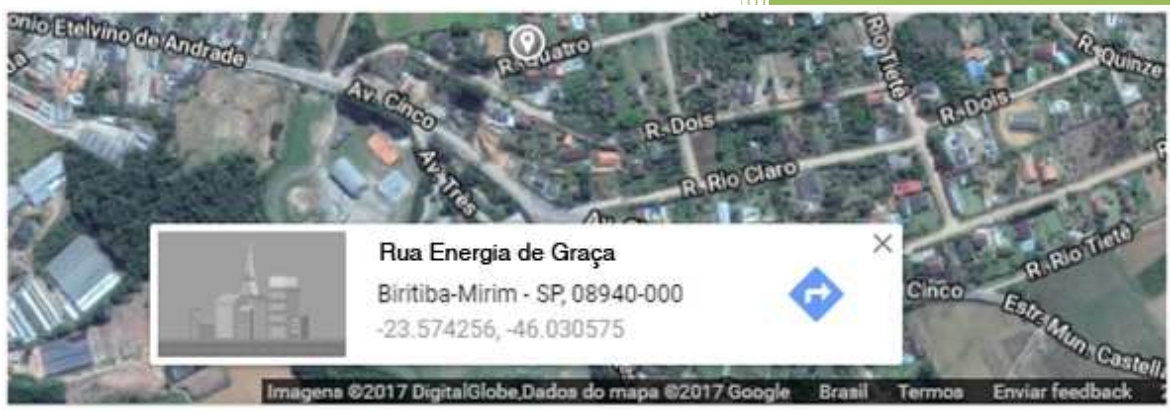 onio Etelvino de Andrade
R. Quatro
Rio Tietê
R. Quinze
Av. Cinco
R. Dois
R. Dois
Av. Três
R. Rio Claro
Av.
R. Rio Tietê
Cinco
Estr. Mun. Castell
Rua Energia de Graça
Biritiba-Mirim - SP, 08940-000
-23.574256, -46.030575
Imagens ©2017 DigitalGlobe,Dados do mapa ©2017 Google Brasil Termos Enviar feedback